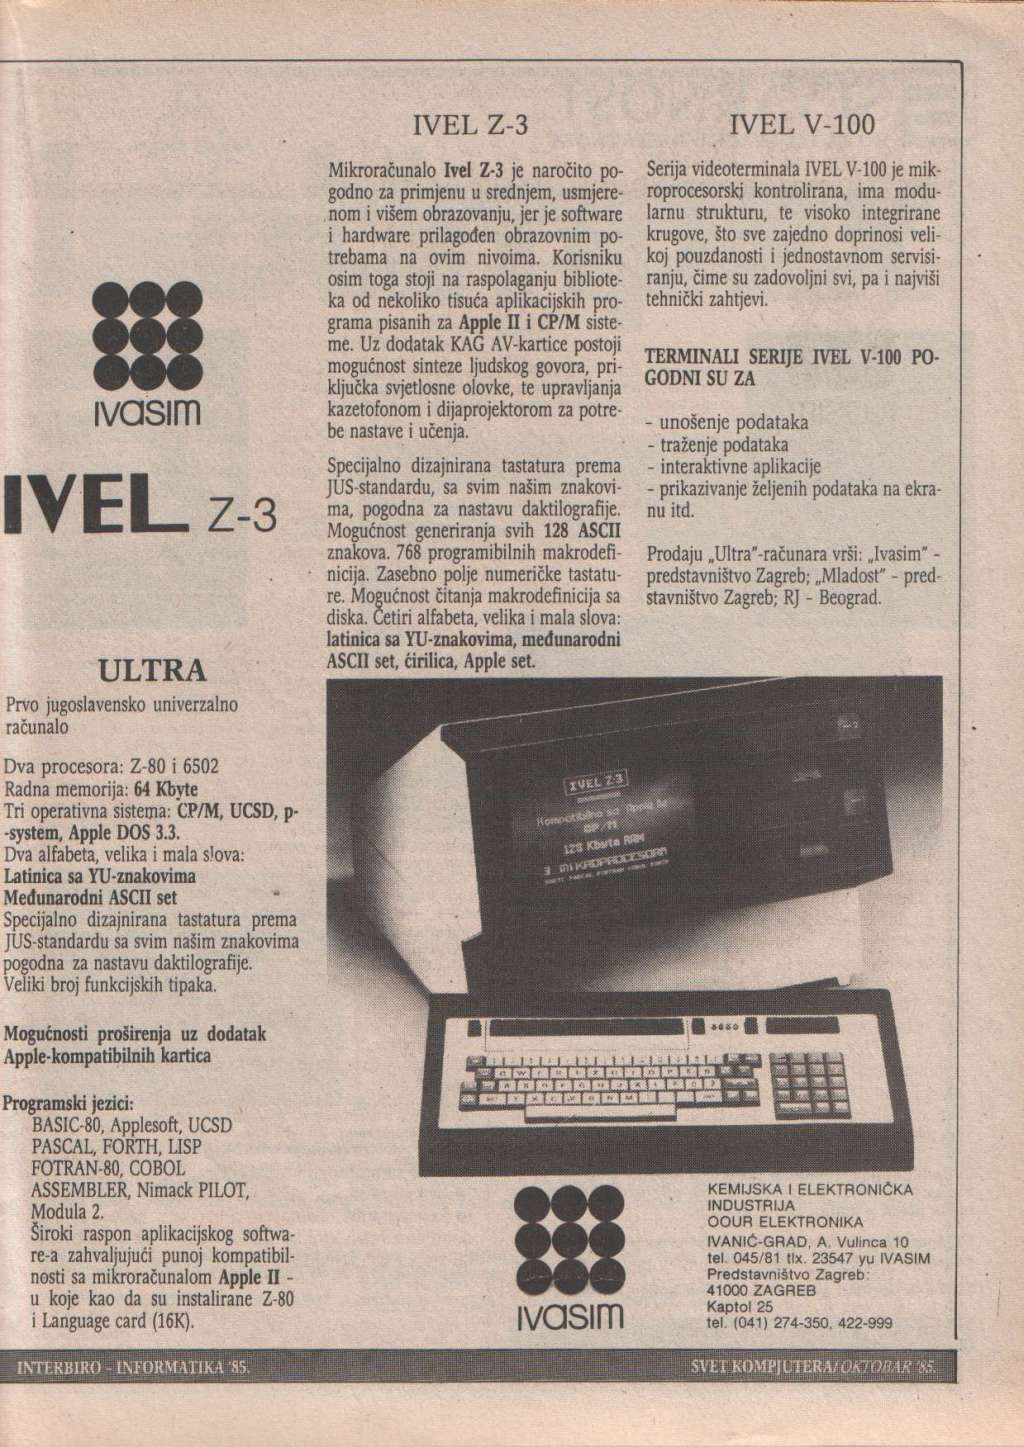 ivasim
IVEL Z-3
ULTRA
Prvo jugoslavensko univerzalno
računalo
Dva procesora: Z-80 i 6502
Radna memorija: 64 Kbyte
Tri operativna sistema: CP/M, UCSD, p-
-system, Apple DOS 3.3.
Dva alfabeta, velika i mala slova:
Latinica sa YU-znakovima
Međunarodni ASCII set
Specijalno dizajnirana tastatura prema
JUS-standardu sa svim našim znakovima
pogodna za nastavu daktilografije.
Veliki broj funkcijskih tipaka.
Mogućnosti proširenja uz dodatak
Apple-kompatibilnih kartica
Programski jezici:
BASIC-80, Applesoft, UCSD
PASCAL, FORTH, LISP
FOTRAN-80, COBOL
ASSEMBLER, Nimack PILOT,
Modula 2.
Široki raspon aplikacijskog softwa-
re-a zahvaljujući punoj kompatibil-
nosti sa mikroračunalom Apple II -
u koje kao da su instalirane Z-80
i Language card (16K).
IVEL Z-3
Mikroračunalo Ivel Z-3 je naročito po-
godno za primjenu u srednjem, usmjere-
nom i višem obrazovanju, jer je software
i hardware prilagođen obrazovnim po-
trebama na ovim nivoima. Korisniku
osim toga stoji na raspolaganju bibliote-
ka od nekoliko tisuća aplikacijskih pro-
grama pisanih za Apple II i CP/M siste-
me. Uz dodatak KAG AV-kartice postoji
mogućnost sinteze ljudskog govora, pri-
ključka svjetlosne olovke, te upravljanja
kazetofonom i dijaprojektorom za potre-
be nastave i učenja.
Specijalno dizajnirana tastatura prema
JUS-standardu, sa svim našim znakovi-
ma, pogodna za nastavu daktilografije.
Mogućnost generiranja svih 128 ASCII
znakova. 768 programibilnih makrodefi-
nicija. Zasebno polje numeričke tastatu-
re. Mogućnost čitanja makrodefinicija sa
diska. Četiri alfabeta, velika i mala slova:
latinica sa YU-znakovima, međunarodni
ASCII set, ćirilica, Apple set.
IVEL V-100
Serija videoterminala IVEL V-100 je mik-
roprocesorski kontrolirana, ima modu-
larnu strukturu, te visoko integrirane
krugove, što sve zajedno doprinosi veli-
koj pouzdanosti i jednostavnom servisi-
ranju, čime su zadovoljni svi, pa i najviši
tehnički zahtjevi.
TERMINALI SERIJE IVEL V-100 PO-
GODNI SU ZA
- unošenje podataka
- traženje podataka
- interaktivne aplikacije
- prikazivanje željenih podataka na ekra-
nu itd.
Prodaju „Ultra"-računara vrši: „Ivasim" -
predstavništvo Zagreb; „Mladost" - pred-
stavništvo Zagreb; RJ - Beograd.
IVEL Z.3
Kompatibilno sa: Apple IIe
CP/M
128 Kbyta RAM
3 MIKROPROCESORA
ivasim
KEMIJSKA I ELEKTRONIČKA
INDUSTRIJA
OOUR ELEKTRONIKA
IVANIĆ-GRAD, A. Vulinca 10
tel. 045/81 tlx. 23547 yu IVASIM
Predstavništvo Zagreb:
41000 ZAGREB
Kaptol 25
tel. (041) 274-350, 422-999
INTERBIRO - INFORMATIKA '85.
SVET KOMPJUTERA/OKTOBAR '85.